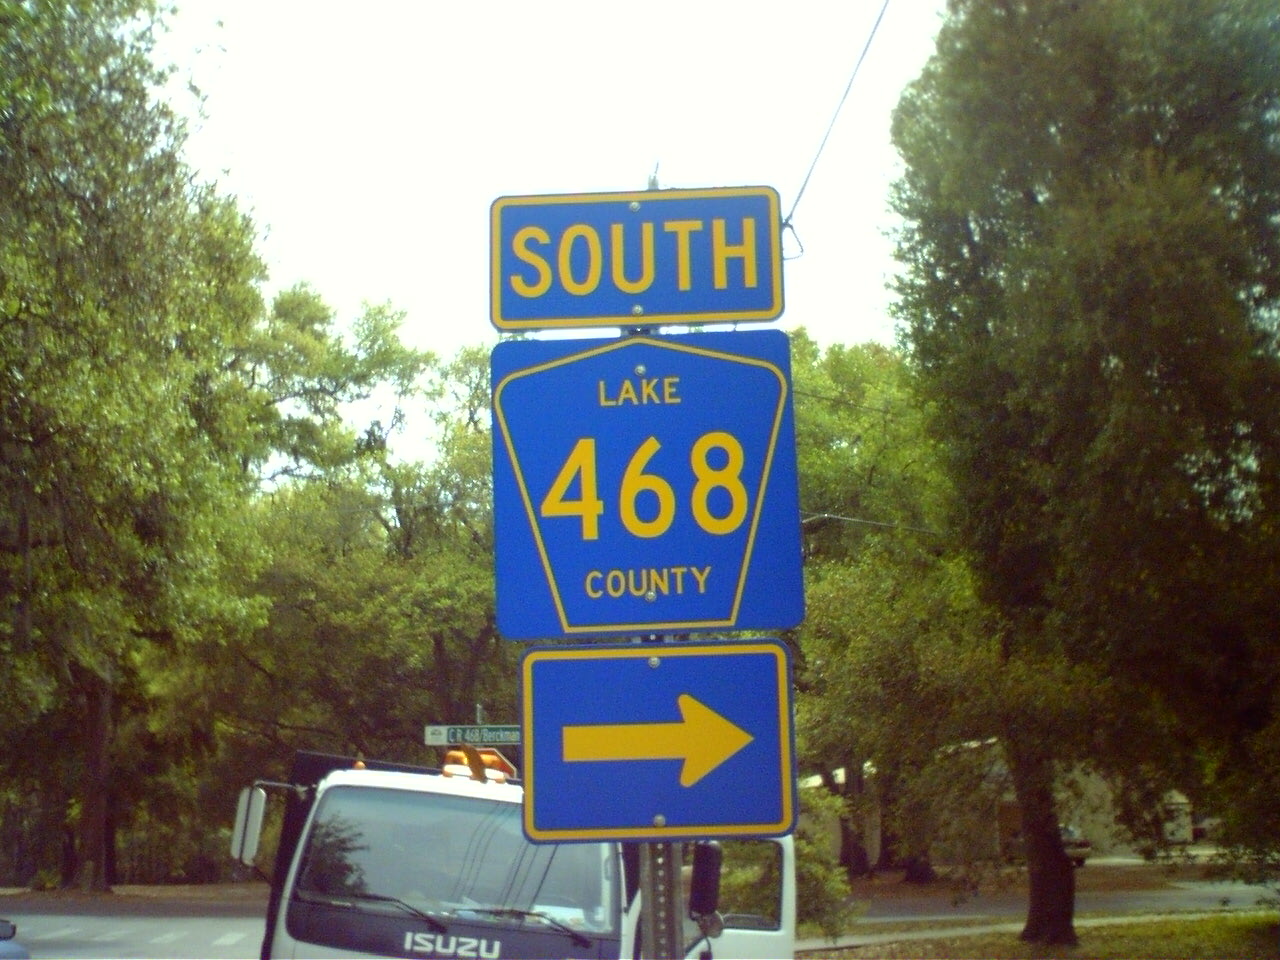 SOUTH
LAKE
468
COUNTY
C R 468/Berckman
ISUZU